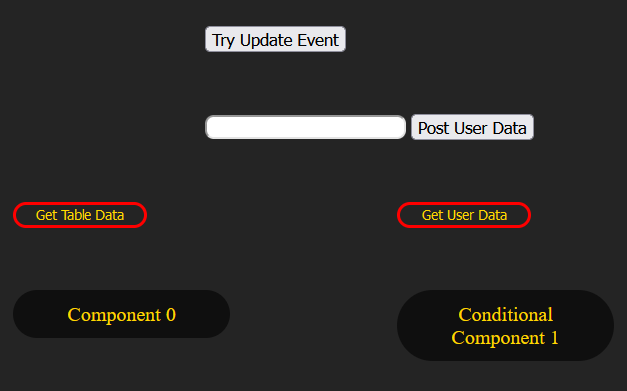 Try Update Event
Post User Data
Get Table Data
Get User Data
Component 0
Conditional
Component 1